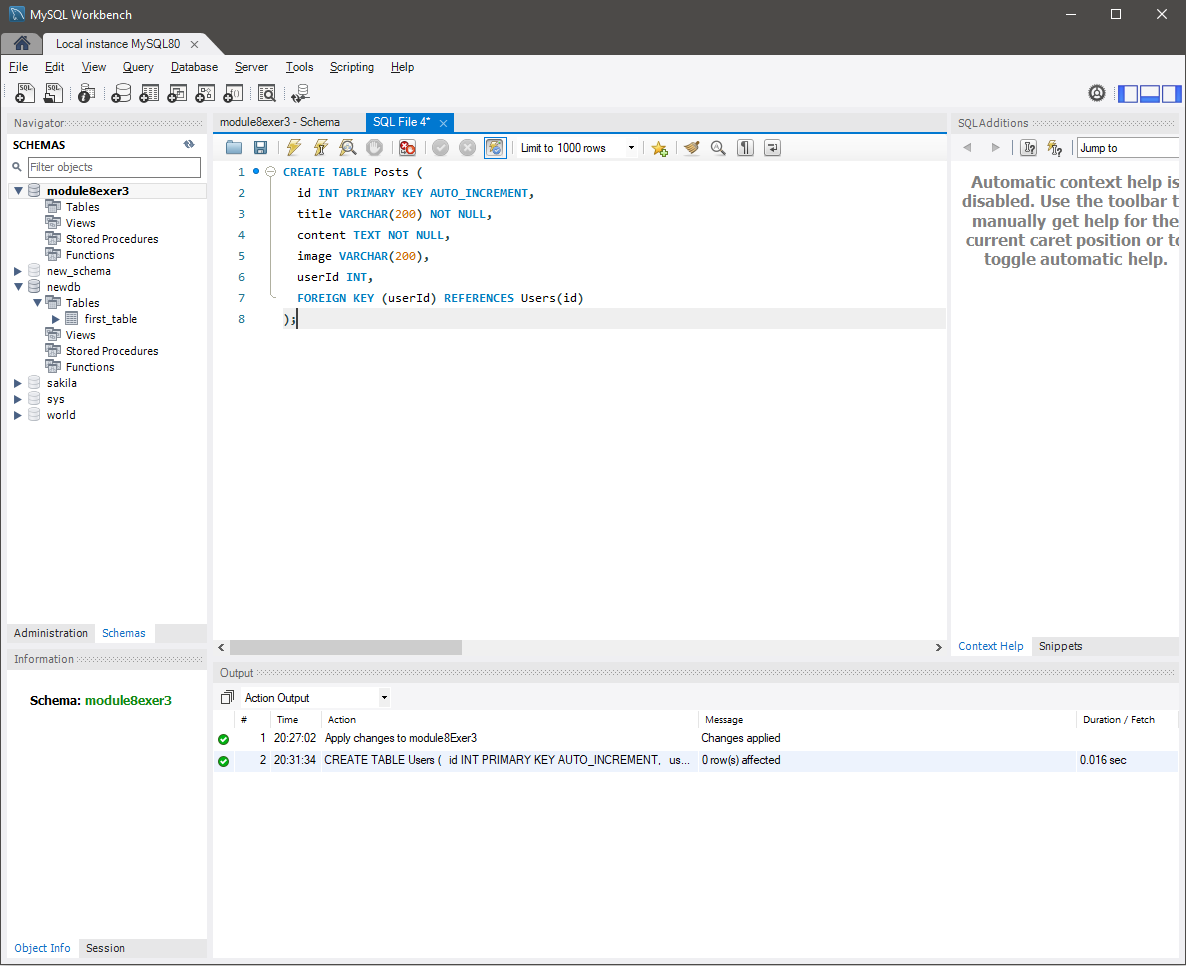 MySQL Workbench
Local instance MySQL80
File Edit View Query Database Server Tools Scripting Help
Navigator
SCHEMAS
Filter objects
module8exer3
Tables
Views
Stored Procedures
Functions
new_schema
newdb
Tables
first_table
Views
Stored Procedures
Functions
sakila
sys
world
Administration Schemas
Information
Schema: module8exer3
Object Info Session
module8exer3 - Schema SQL File 4*
Limit to 1000 rows
1 CREATE TABLE Posts (
2 id INT PRIMARY KEY AUTO_INCREMENT,
3 title VARCHAR(200) NOT NULL,
4 content TEXT NOT NULL,
5 image VARCHAR(200),
6 userId INT,
7 FOREIGN KEY (userId) REFERENCES Users(id)
8 );
SQLAdditions
Jump to
Automatic context help is
disabled. Use the toolbar t
manually get help for the
current caret position or to
toggle automatic help.
Context Help Snippets
Output
Action Output
# Time Action Message Duration / Fetch
1 20:27:02 Apply changes to module8Exer3 Changes applied
2 20:31:34 CREATE TABLE Users ( id INT PRIMARY KEY AUTO_INCREMENT, us... 0 row(s) affected 0.016 sec